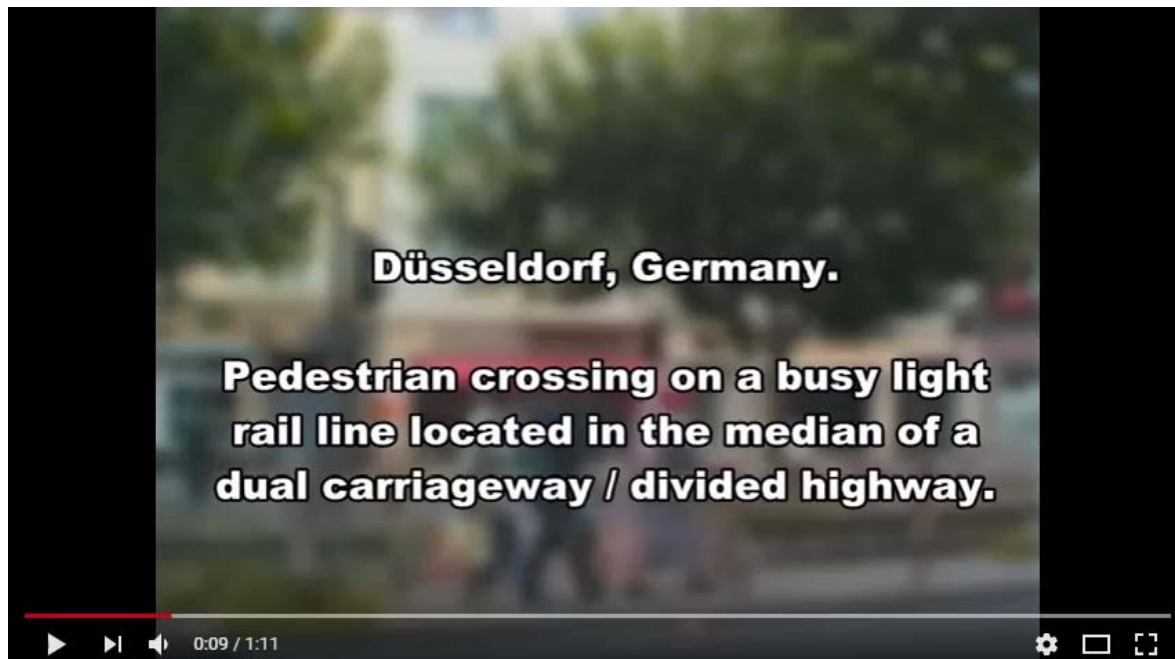 Düsseldorf, Germany.
Pedestrian crossing on a busy light
rail line located in the median of a
dual carriageway / divided highway.
0:09 / 1:11